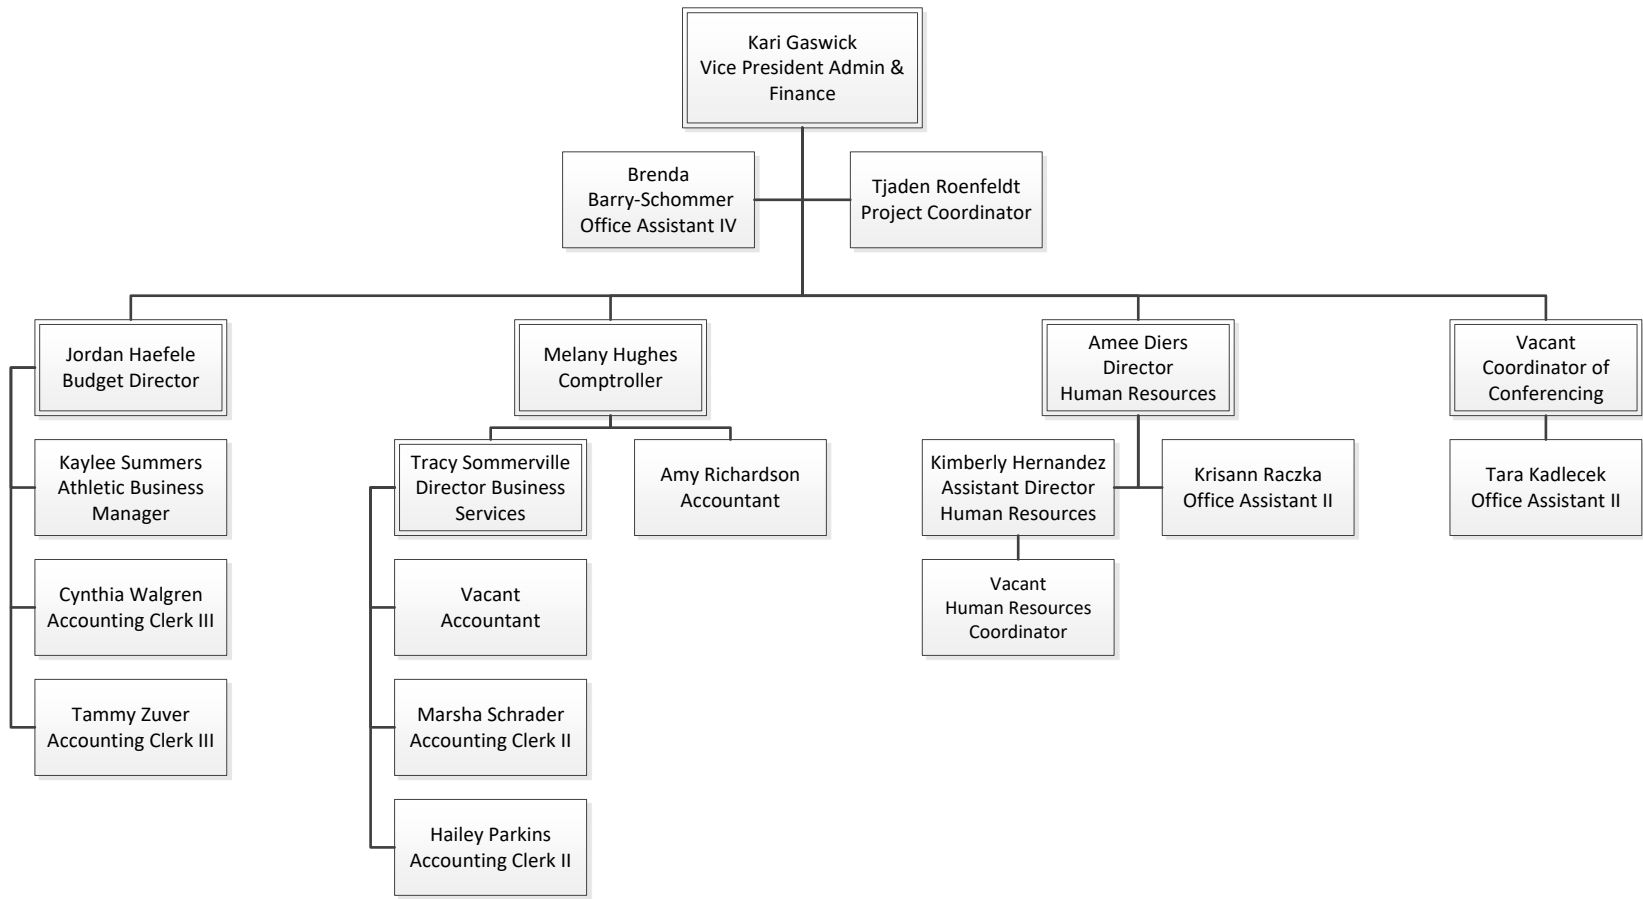 Kari Gaswick
Vice President Admin &
Finance
Brenda
Barry-Schommer
Office Assistant IV
Tjaden Roenfeldt
Project Coordinator
Jordan Haefele
Budget Director
Melany Hughes
Comptroller
Amee Diers
Director
Human Resources
Vacant
Coordinator of
Conferencing
Kaylee Summers
Athletic Business
Manager
Tracy Sommerville
Director Business
Services
Amy Richardson
Accountant
Kimberly Hernandez
Assistant Director
Human Resources
Krisann Raczka
Office Assistant II
Tara Kadlecek
Office Assistant II
Cynthia Walgren
Accounting Clerk III
Vacant
Accountant
Vacant
Human Resources
Coordinator
Tammy Zuver
Accounting Clerk III
Marsha Schrader
Accounting Clerk II
Hailey Parkins
Accounting Clerk II